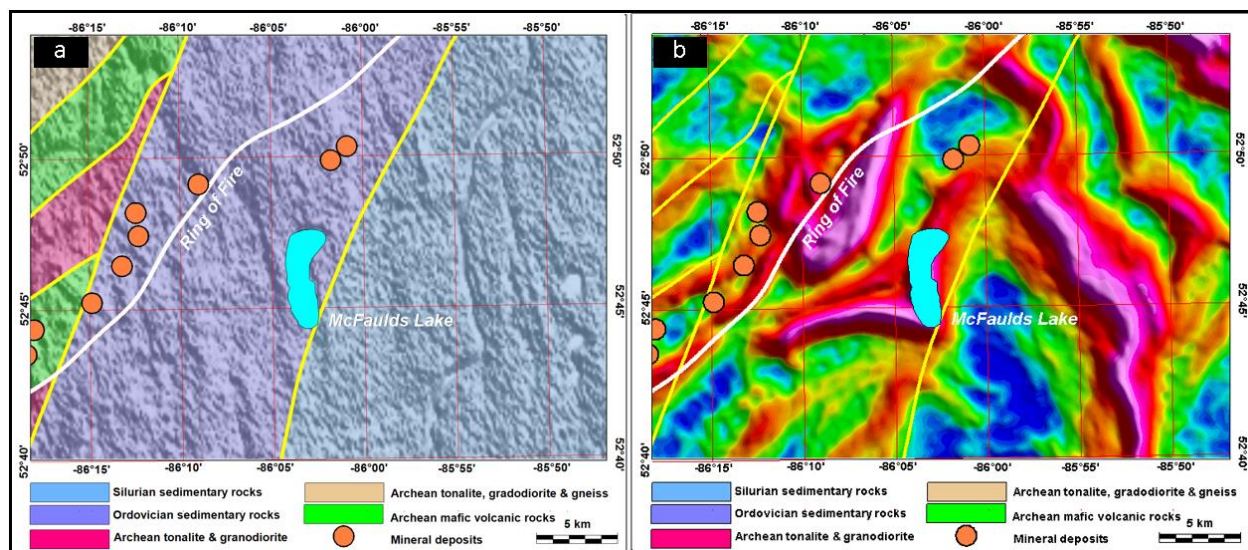 a
-86°15'
-86°10'
-86°05'
-86°00'
-85°55'
-85°50'
52°50'
52°45'
52°40'
52°50'
52°45'
52°40'
Ring of Fire
McFaulds Lake
-86°15'
-86°10'
-86°05'
-86°00'
-85°55'
-85°50'
Silurian sedimentary rocks
Ordovician sedimentary rocks
Archean tonalite & granodiorite
Archean tonalite, gradodiorite & gneiss
Archean mafic volcanic rocks
Mineral deposits
5 km
b
-86°15'
-86°10'
-86°05'
-86°00'
-85°55'
-85°50'
52°50'
52°45'
52°40'
52°50'
52°45'
52°40'
Ring of Fire
McFaulds Lake
-86°15'
-86°10'
-86°05'
-86°00'
-85°55'
-85°50'
Silurian sedimentary rocks
Ordovician sedimentary rocks
Archean tonalite & granodiorite
Archean tonalite, gradodiorite & gneiss
Archean mafic volcanic rocks
Mineral deposits
5 km